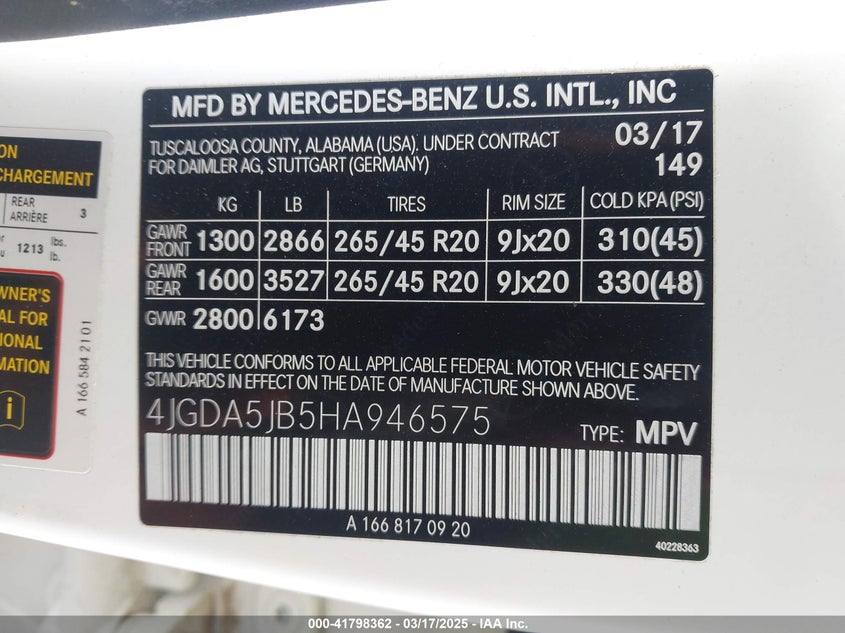 ON
CHARGEMENT
REAR
ARRIÈRE 3
1213 lbs.
lb.
WNER'S
AL FOR
IONAL
MATION
i
A 166 584 21 01
MFD BY MERCEDES-BENZ U.S. INTL., INC
TUSCALOOSA COUNTY, ALABAMA (USA). UNDER CONTRACT 03/17
FOR DAIMLER AG, STUTTGART (GERMANY) 149
KG LB TIRES RIM SIZE COLD KPA (PSI)
GAWR FRONT 1300 2866 265/45 R20 9Jx20 310(45)
GAWR REAR 1600 3527 265/45 R20 9Jx20 330(48)
GVWR 2800 6173
THIS VEHICLE CONFORMS TO ALL APPLICABLE FEDERAL MOTOR VEHICLE SAFETY
STANDARDS IN EFFECT ON THE DATE OF MANUFACTURE SHOWN ABOVE.
4JGDA5JB5HA946575 TYPE: MPV
A 166 817 09 20
40228363
000-41798362 — 03/17/2025 — IAA Inc.